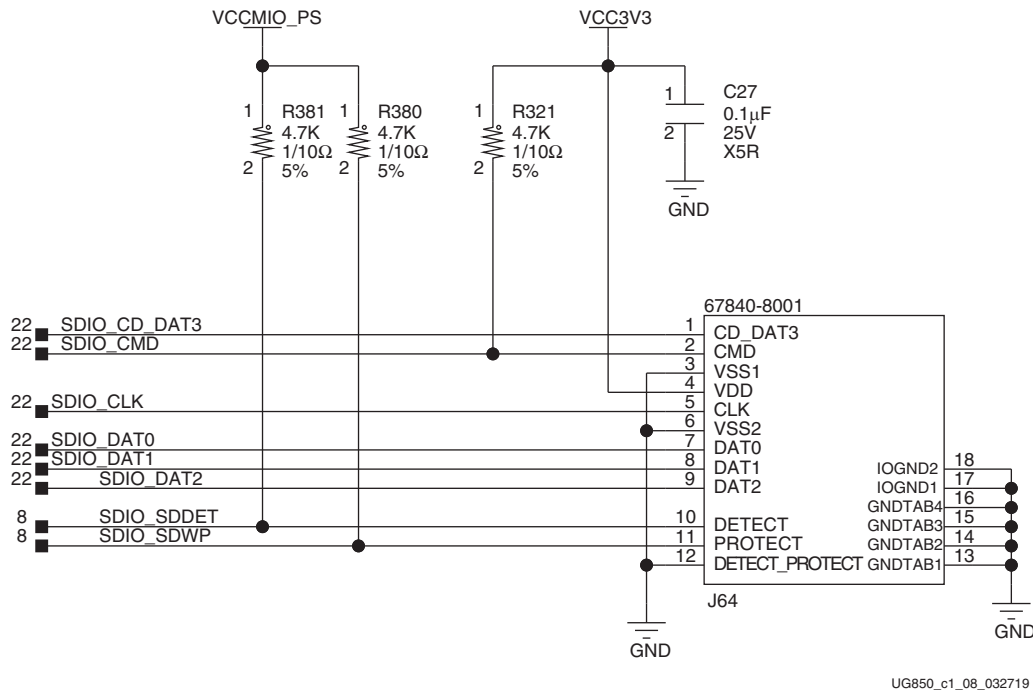 VCCMIO_PS
VCC3V3
1
R381
4.7K
1/10Ω
5%
2
1
R380
4.7K
1/10Ω
5%
2
1
R321
4.7K
1/10Ω
5%
2
1
C27
0.1μF
25V
X5R
2
GND
67840-8001
22 SDIO_CD_DAT3 1 CD_DAT3
22 SDIO_CMD 2 CMD
3 VSS1
4 VDD
22 SDIO_CLK 5 CLK
6 VSS2
22 SDIO_DAT0 7 DAT0
22 SDIO_DAT1 8 DAT1
22 SDIO_DAT2 9 DAT2
8 SDIO_SDDET 10 DETECT
8 SDIO_SDWP 11 PROTECT
12 DETECT_PROTECT
IOGND2 18
IOGND1 17
GNDTAB4 16
GNDTAB3 15
GNDTAB2 14
GNDTAB1 13
J64
GND
GND
UG850_c1_08_032719